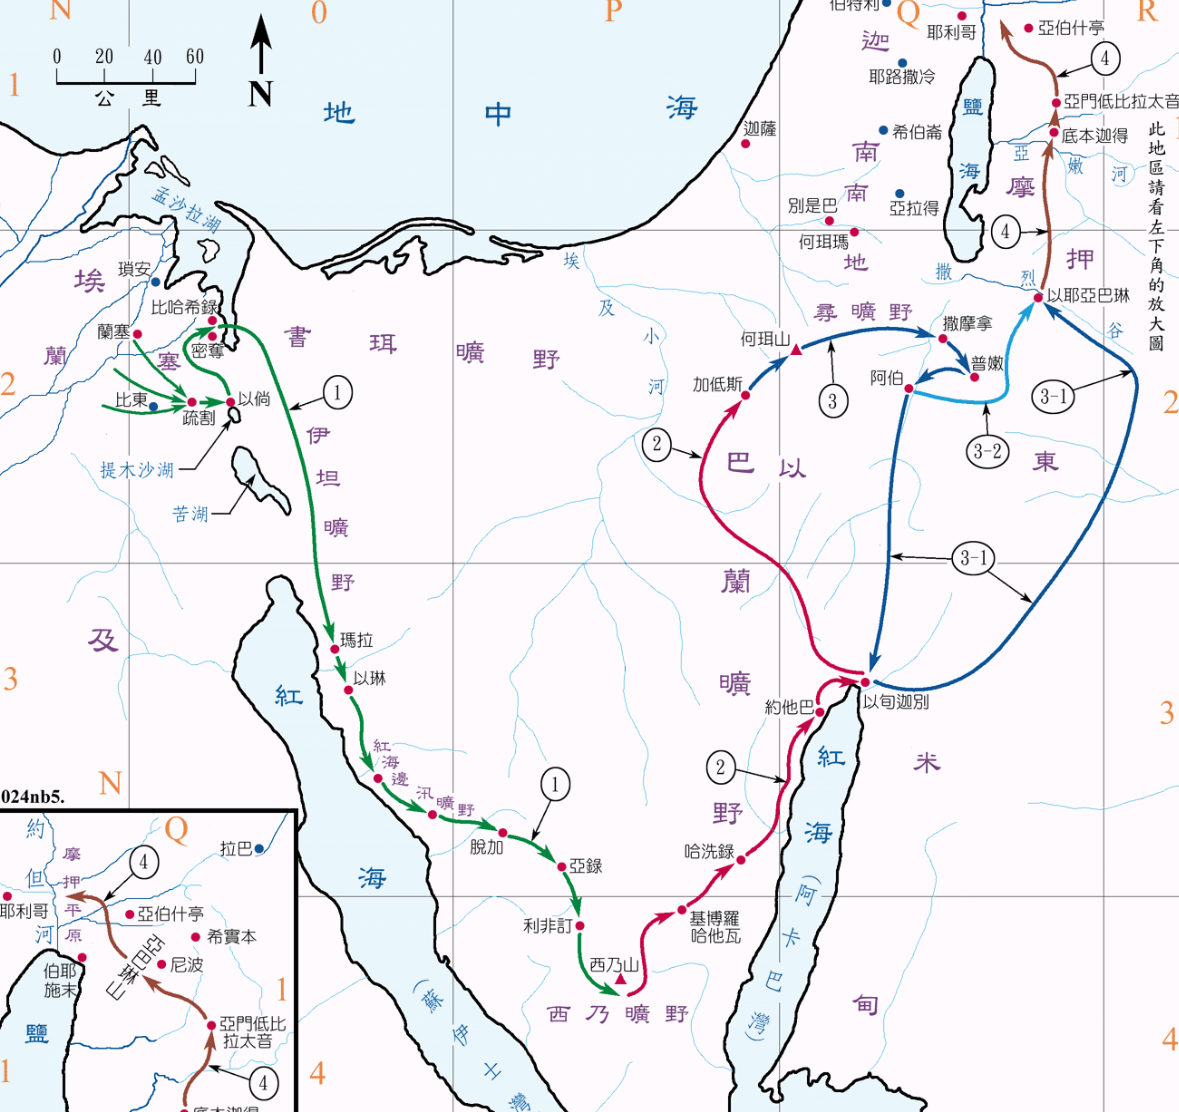 N
O
P
Q
R
0 20 40 60
公里
N
地中海
伯特利
耶利哥
亞伯什亭
迦
耶路撒冷
鹽海
希伯崙
迦薩
亞門低比拉太音
底本迦得
亞嫩河
此地區請看左下角的放大圖
1
1
南
南地
亞拉得
別是巴
何珥瑪
摩押
撒烈谷
以耶亞巴琳
孟沙拉湖
埃及
瑣安
比哈希錄
密奪
蘭塞
蘭塞
比東
疏割
以倘
提木沙湖
苦湖
書珥曠野
伊坦曠野
埃及小河
尋曠野
何珥山
撒摩拿
普嫩
阿伯
加低斯
2
2
1
2
3
3-1
3-2
3-1
4
4
巴蘭曠野
以東
米甸
3
3
瑪拉
以琳
紅海邊
汛曠野
脫加
亞錄
利非訂
西乃山
西乃曠野
基博羅哈他瓦
哈洗錄
約他巴
以旬迦別
1
2
紅海
(蘇伊士灣)
紅海
(阿卡巴灣)
N
4
4
024nb5.
Q
約但河
摩押平原
4
拉巴
耶利哥
亞伯什亭
希實本
尼波
亞巴琳山
伯耶施末
鹽
亞門低比拉太音
4
底本迦得
1
1